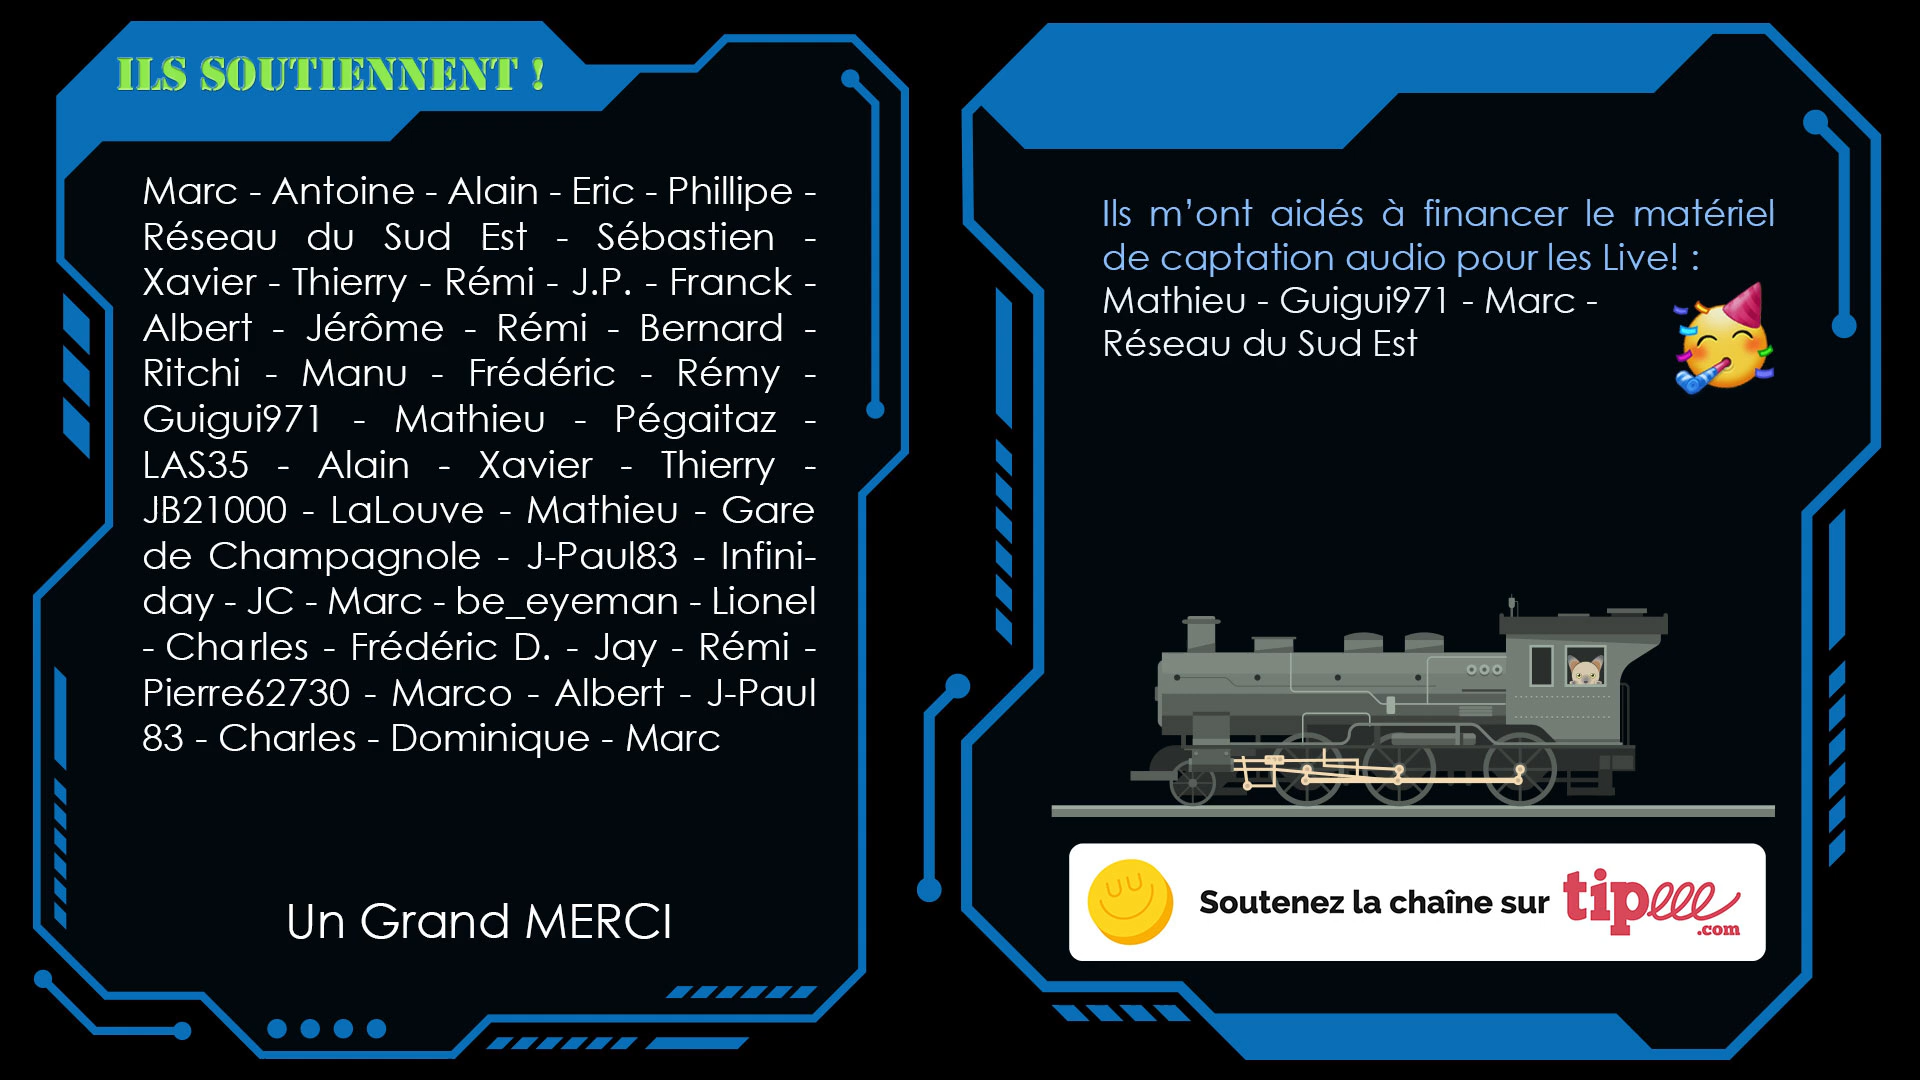 ILS SOUTIENNENT !
Marc - Antoine - Alain - Eric - Phillipe -
Réseau du Sud Est - Sébastien -
Xavier - Thierry - Rémi - J.P. - Franck -
Albert - Jérôme - Rémi - Bernard -
Ritchi - Manu - Frédéric - Rémy -
Guigui971 - Mathieu - Pégaitaz -
LAS35 - Alain - Xavier - Thierry -
JB21000 - LaLouve - Mathieu - Gare
de Champagnole - J-Paul83 - Infini-
day - JC - Marc - be_eyeman - Lionel
- Charles - Frédéric D. - Jay - Rémi -
Pierre62730 - Marco - Albert - J-Paul
83 - Charles - Dominique - Marc
Un Grand MERCI
Ils m’ont aidés à financer le matériel
de captation audio pour les Live! :
Mathieu - Guigui971 - Marc -
Réseau du Sud Est
Soutenez la chaîne sur tipeee
.com